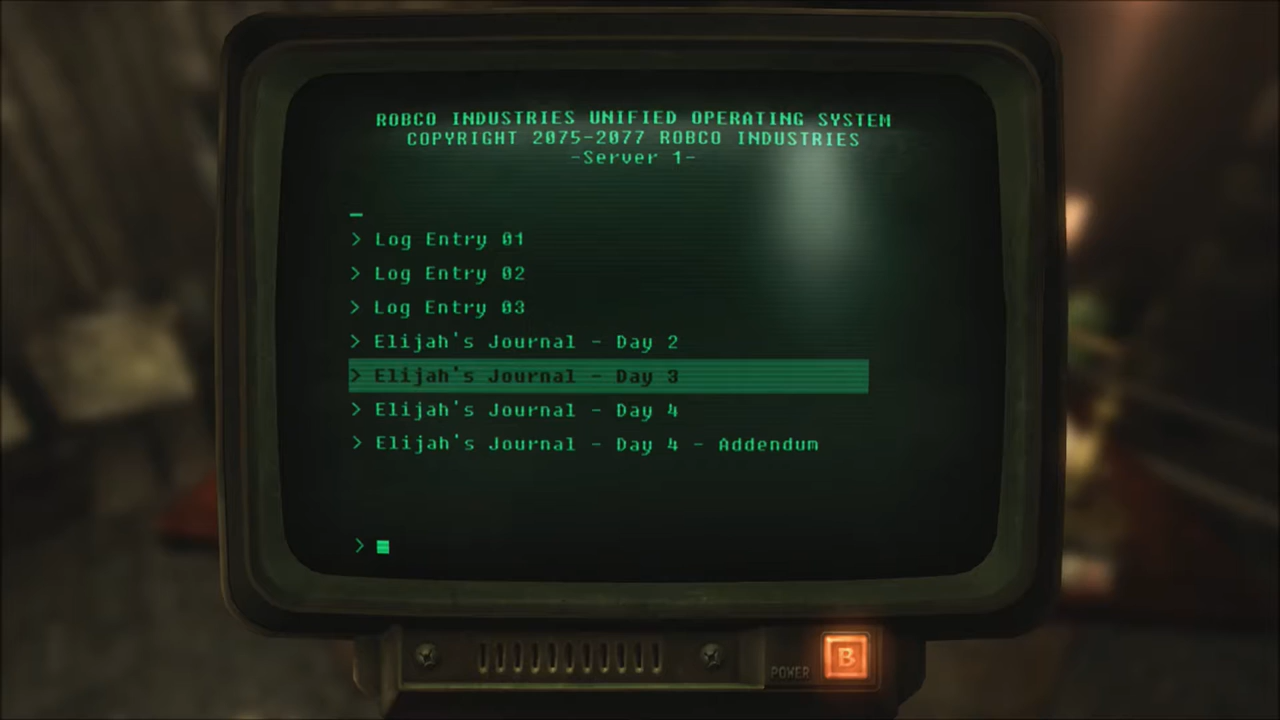 ROBCO INDUSTRIES UNIFIED OPERATING SYSTEM
COPYRIGHT 2075-2077 ROBCO INDUSTRIES
-Server 1-
_
> Log Entry 01
> Log Entry 02
> Log Entry 03
> Elijah's Journal - Day 2
> Elijah's Journal - Day 3
> Elijah's Journal - Day 4
> Elijah's Journal - Day 4 - Addendum
>
POWER B